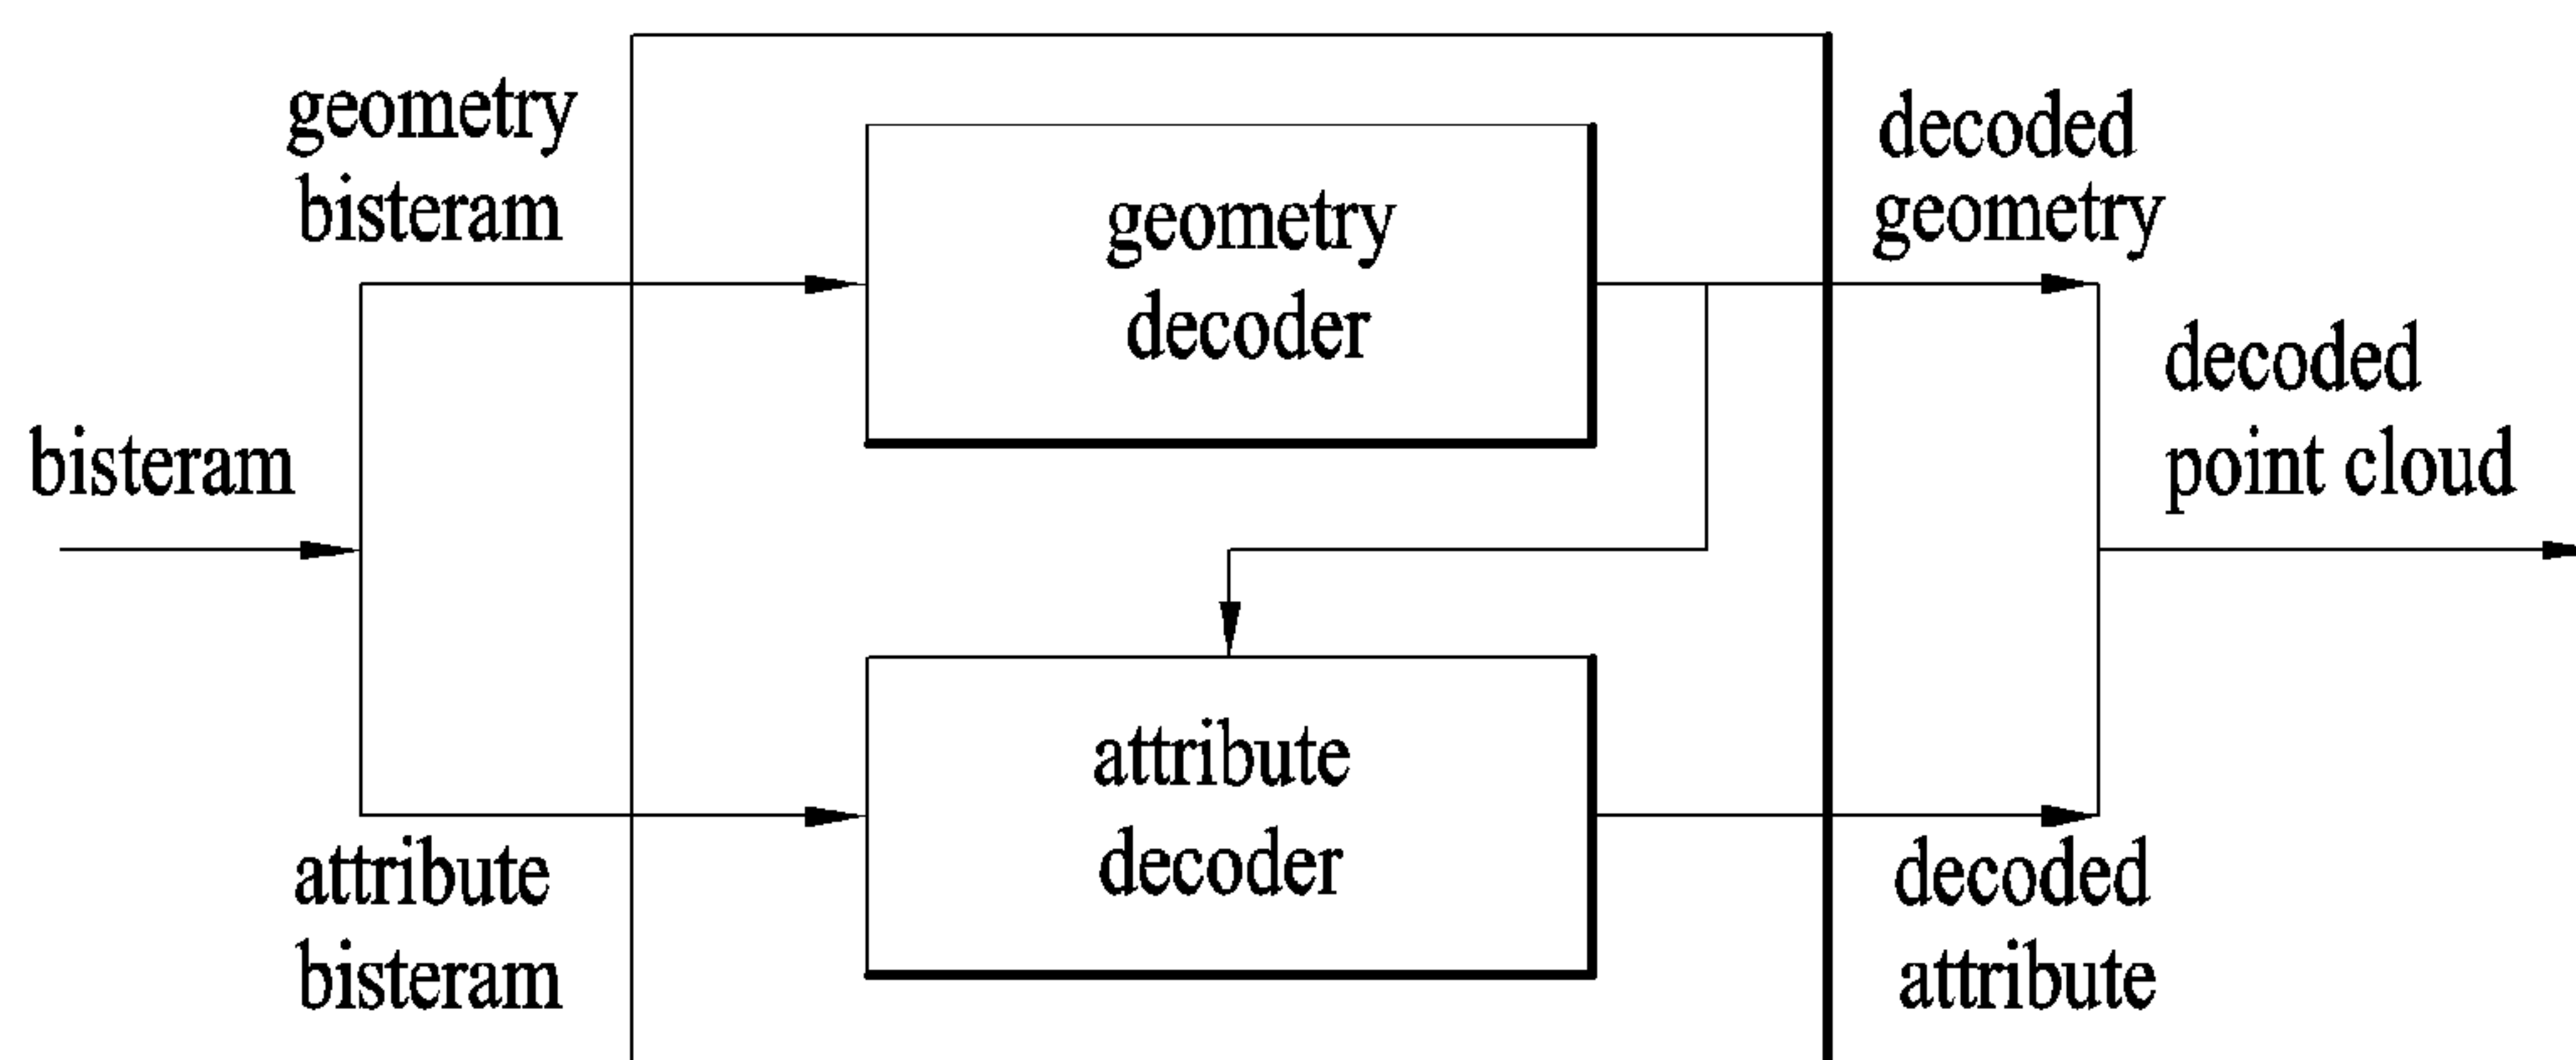 geometry
bisteram
geometry
decoder
decoded
geometry
bisteram
decoded
point cloud
attribute
decoder
attribute
bisteram
decoded
attribute